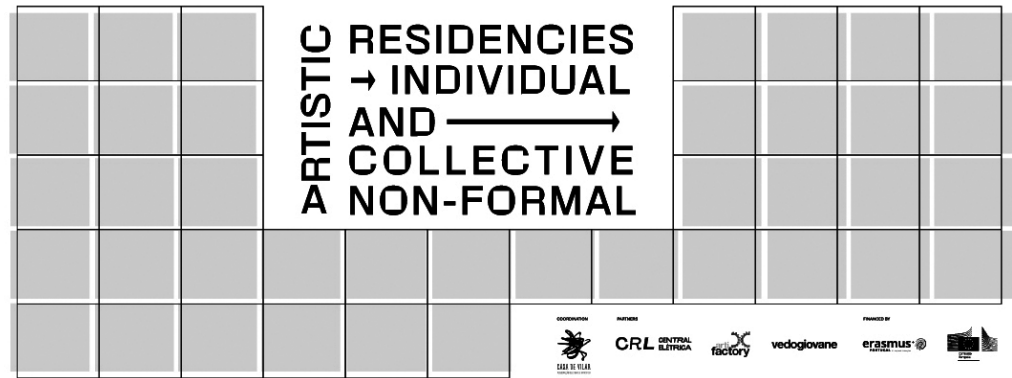 ARTISTIC
RESIDENCIES
→ INDIVIDUAL
AND →
COLLECTIVE
NON-FORMAL
COORDINATION
PARTNERS
FINANCED BY
CASA DE VILAR
CRL CENTRAL
ELÉTRICA
factory
vedogiovane
erasmus+
PORTUGAL